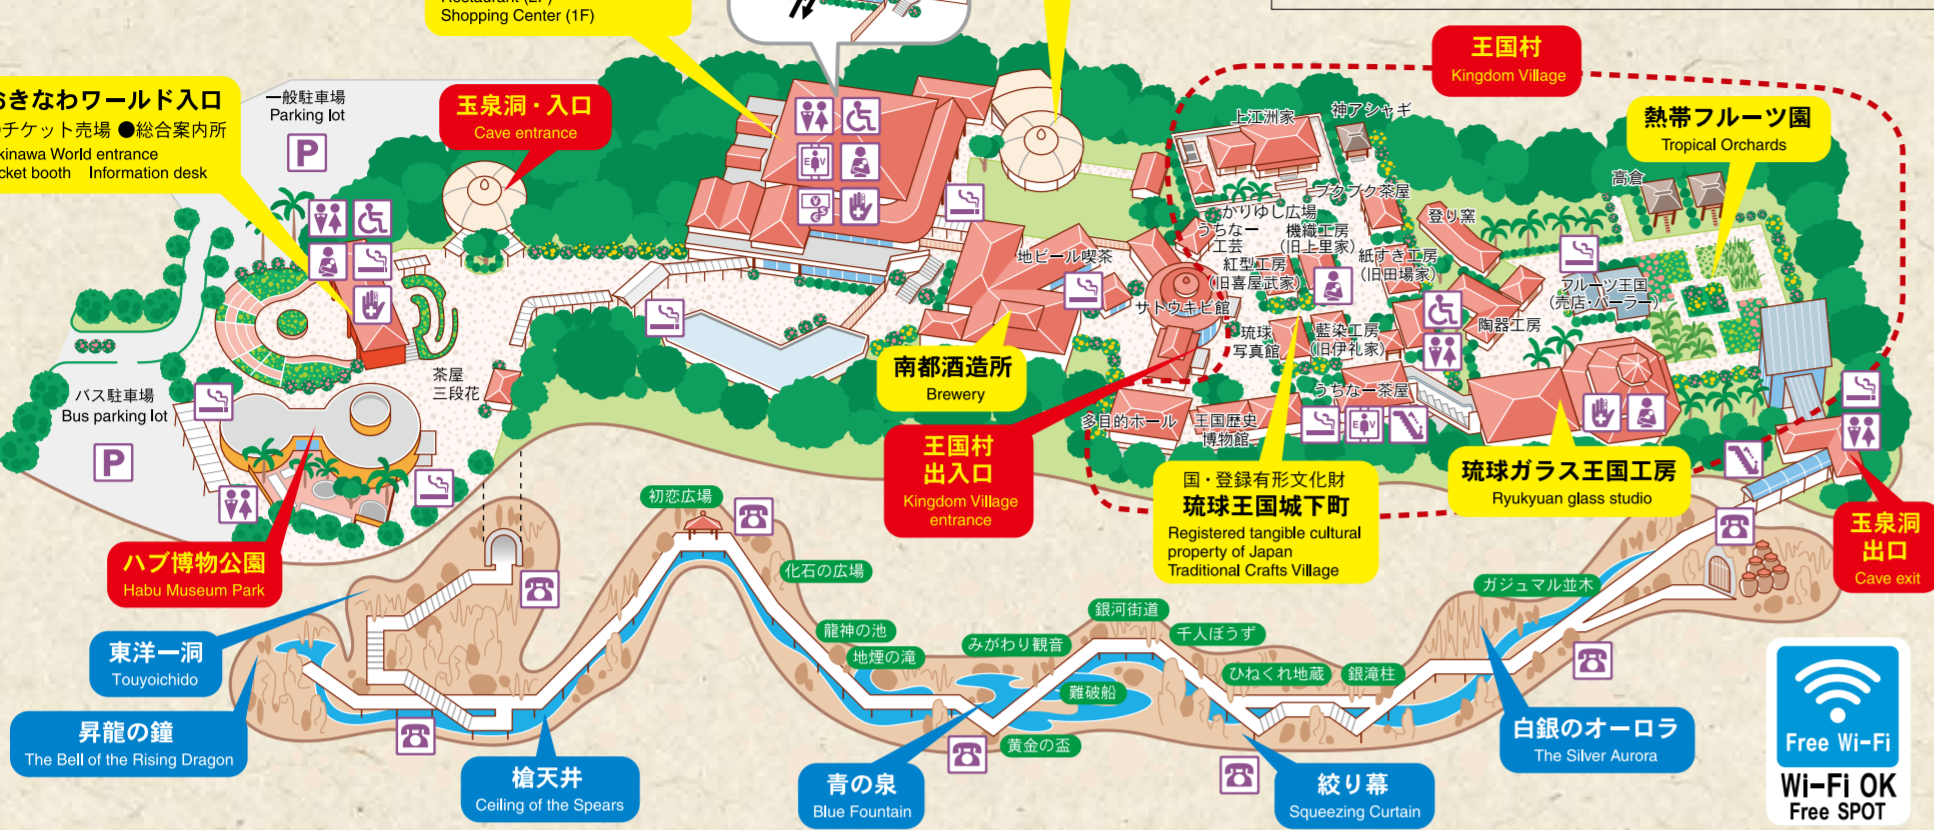 Shopping Center (1F)
王国村
Kingdom Village
おきなわワールド入口
チケット売場 ●総合案内所
kinawa World entrance
cket booth Information desk
一般駐車場
Parking lot
P
玉泉洞・入口
Cave entrance
熱帯フルーツ園
Tropical Orchards
上江洲家
神アシャギ
高倉
ブクブク茶屋
かりゆし広場
登り窯
うちなー
工芸
機織工房
(旧上里家)
紅型工房
(旧喜屋武家)
紙すき工房
(旧田場家)
地ビール喫茶
サトウキビ館
フルーツ王国
(売店・パーラー)
陶器工房
琉球
写真館
藍染工房
(旧伊礼家)
うちなー茶屋
EV
EV
南都酒造所
Brewery
茶屋
三段花
バス駐車場
Bus parking lot
P
多目的ホール
王国歴史
博物館
王国村
出入口
Kingdom Village
entrance
国・登録有形文化財
琉球王国城下町
Registered tangible cultural
property of Japan
Traditional Crafts Village
琉球ガラス王国工房
Ryukyuan glass studio
玉泉洞
出口
Cave exit
ハブ博物公園
Habu Museum Park
初恋広場
化石の広場
龍神の池
地煙の滝
みがわり観音
銀河街道
千人ぼうず
ひねくれ地蔵
銀滝柱
ガジュマル並木
難破船
黄金の盃
東洋一洞
Touyoichido
昇龍の鐘
The Bell of the Rising Dragon
槍天井
Ceiling of the Spears
青の泉
Blue Fountain
絞り幕
Squeezing Curtain
白銀のオーロラ
The Silver Aurora
Free Wi-Fi
Wi-Fi OK
Free SPOT